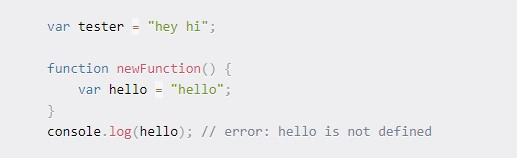 var tester = "hey hi";
function newFunction() {
var hello = "hello";
}
console.log(hello); // error: hello is not defined